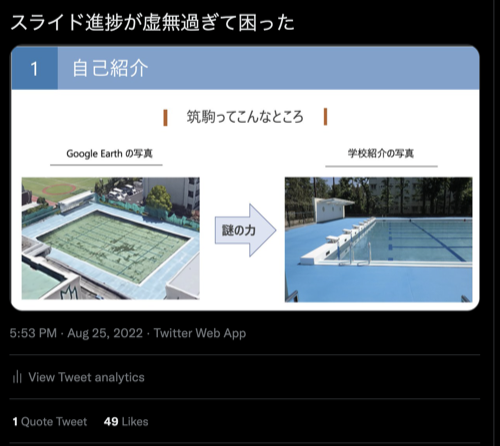 スライド進捗が虚無過ぎて困った
1 自己紹介
筑駒ってこんなところ
Google Earth の写真
学校紹介の写真
謎の力
5:53 PM · Aug 25, 2022 · Twitter Web App
View Tweet analytics
1 Quote Tweet 49 Likes